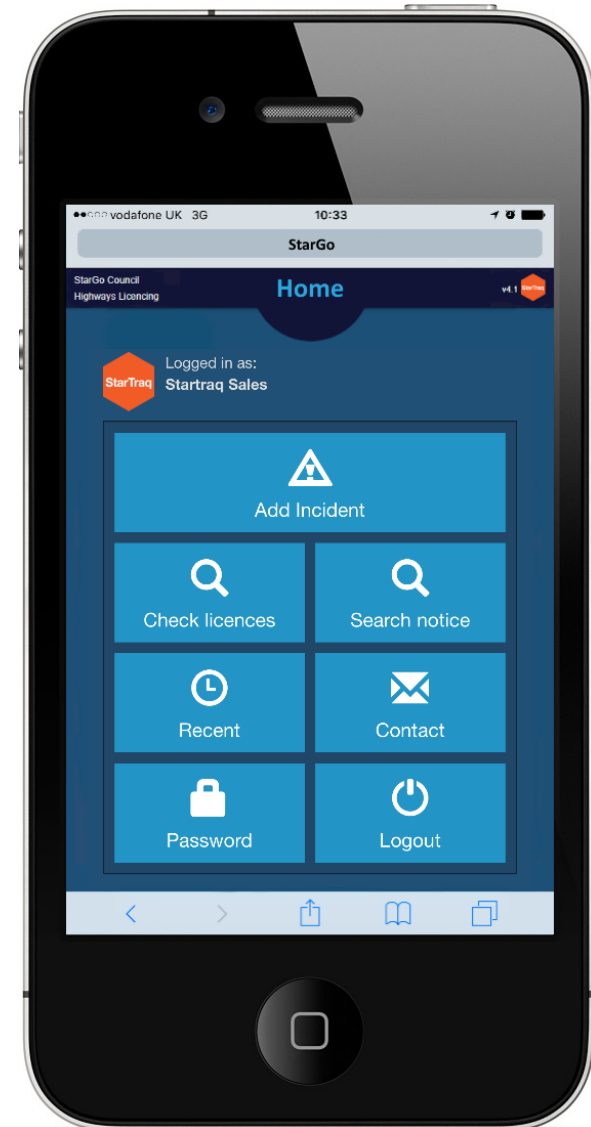 vodafone UK 3G 10:33
StarGo
StarGo Council
Highways Licencing
Home
v4.1 StarTraq
Logged in as:
StarTraq Startraq Sales
Add Incident
Check licences Search notice
Recent Contact
Password Logout